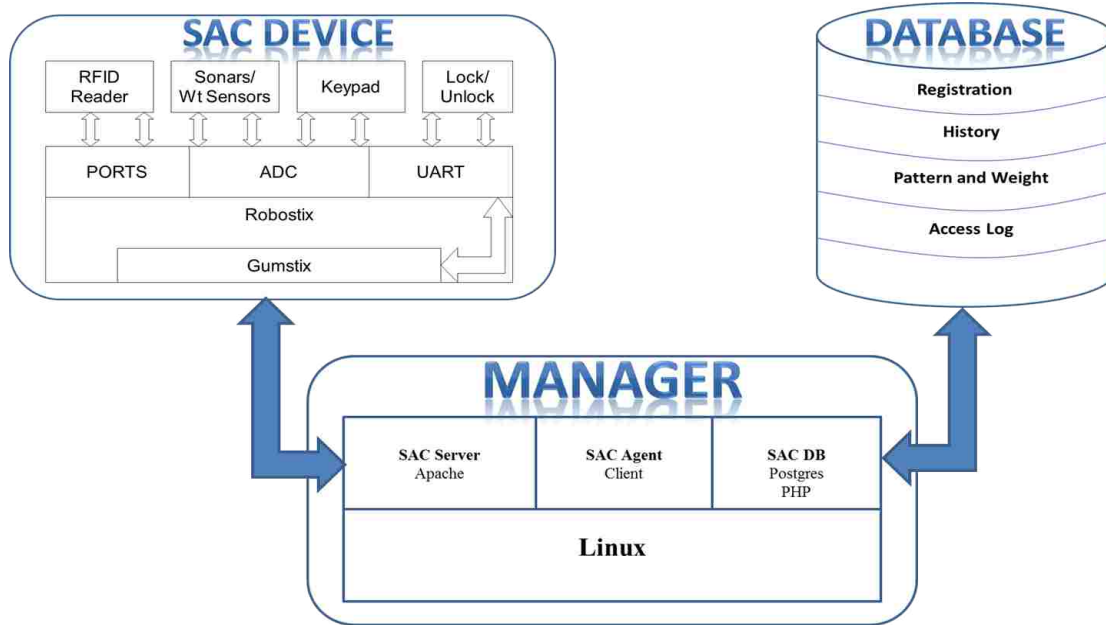 SAC DEVICE
RFID
Reader
Sonars/
Wt Sensors
Keypad
Lock/
Unlock
PORTS
ADC
UART
Robostix
Gumstix
DATABASE
Registration
History
Pattern and Weight
Access Log
MANAGER
SAC Server
Apache
SAC Agent
Client
SAC DB
Postgres
PHP
Linux